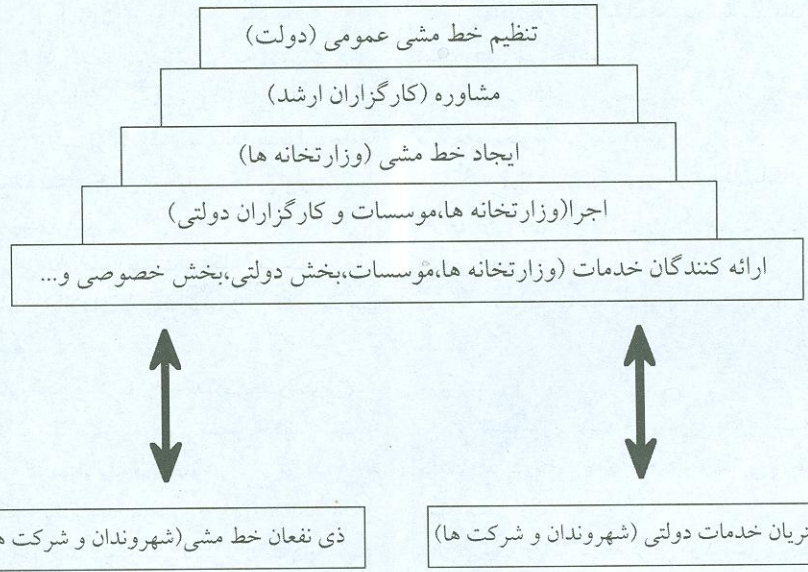 تنظیم خط مشی عمومی (دولت)
مشاوره (کارگزاران ارشد)
ایجاد خط مشی (وزارتخانه ها)
اجرا(وزارتخانه ها،موسسات و کارگزاران دولتی)
ارائه کنندگان خدمات (وزارتخانه ها،موسسات،بخش دولتی،بخش خصوصی و...
خدمات دولتی (شهروندان و شرکت ها)
ذی نفعان خط مشی(شهروندان و شرکت